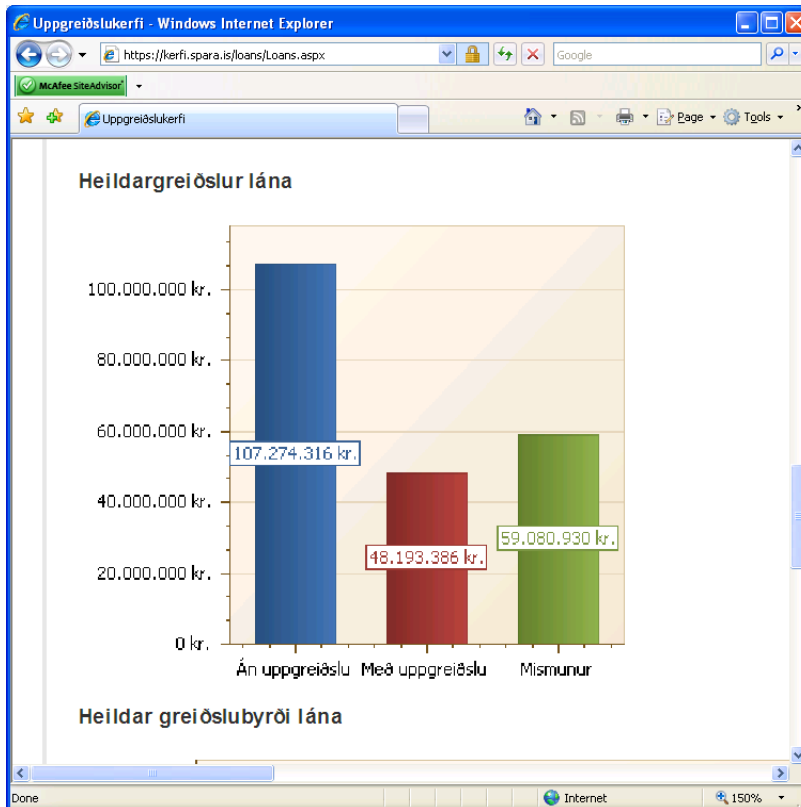 Uppgreiðslukerfi - Windows Internet Explorer
https://kerfi.spara.is/loans/Loans.aspx
Google
McAfee SiteAdvisor
Uppgreiðslukerfi
Page
Tools
»
Heildargreiðslur lána
100.000.000 kr.
80.000.000 kr.
60.000.000 kr.
40.000.000 kr.
20.000.000 kr.
0 kr.
107.274.316 kr.
48.193.386 kr.
59.080.930 kr.
Án uppgreiðslu Með uppgreiðslu Mismunur
Heildar greiðslubyrði lána
Done
Internet
150%